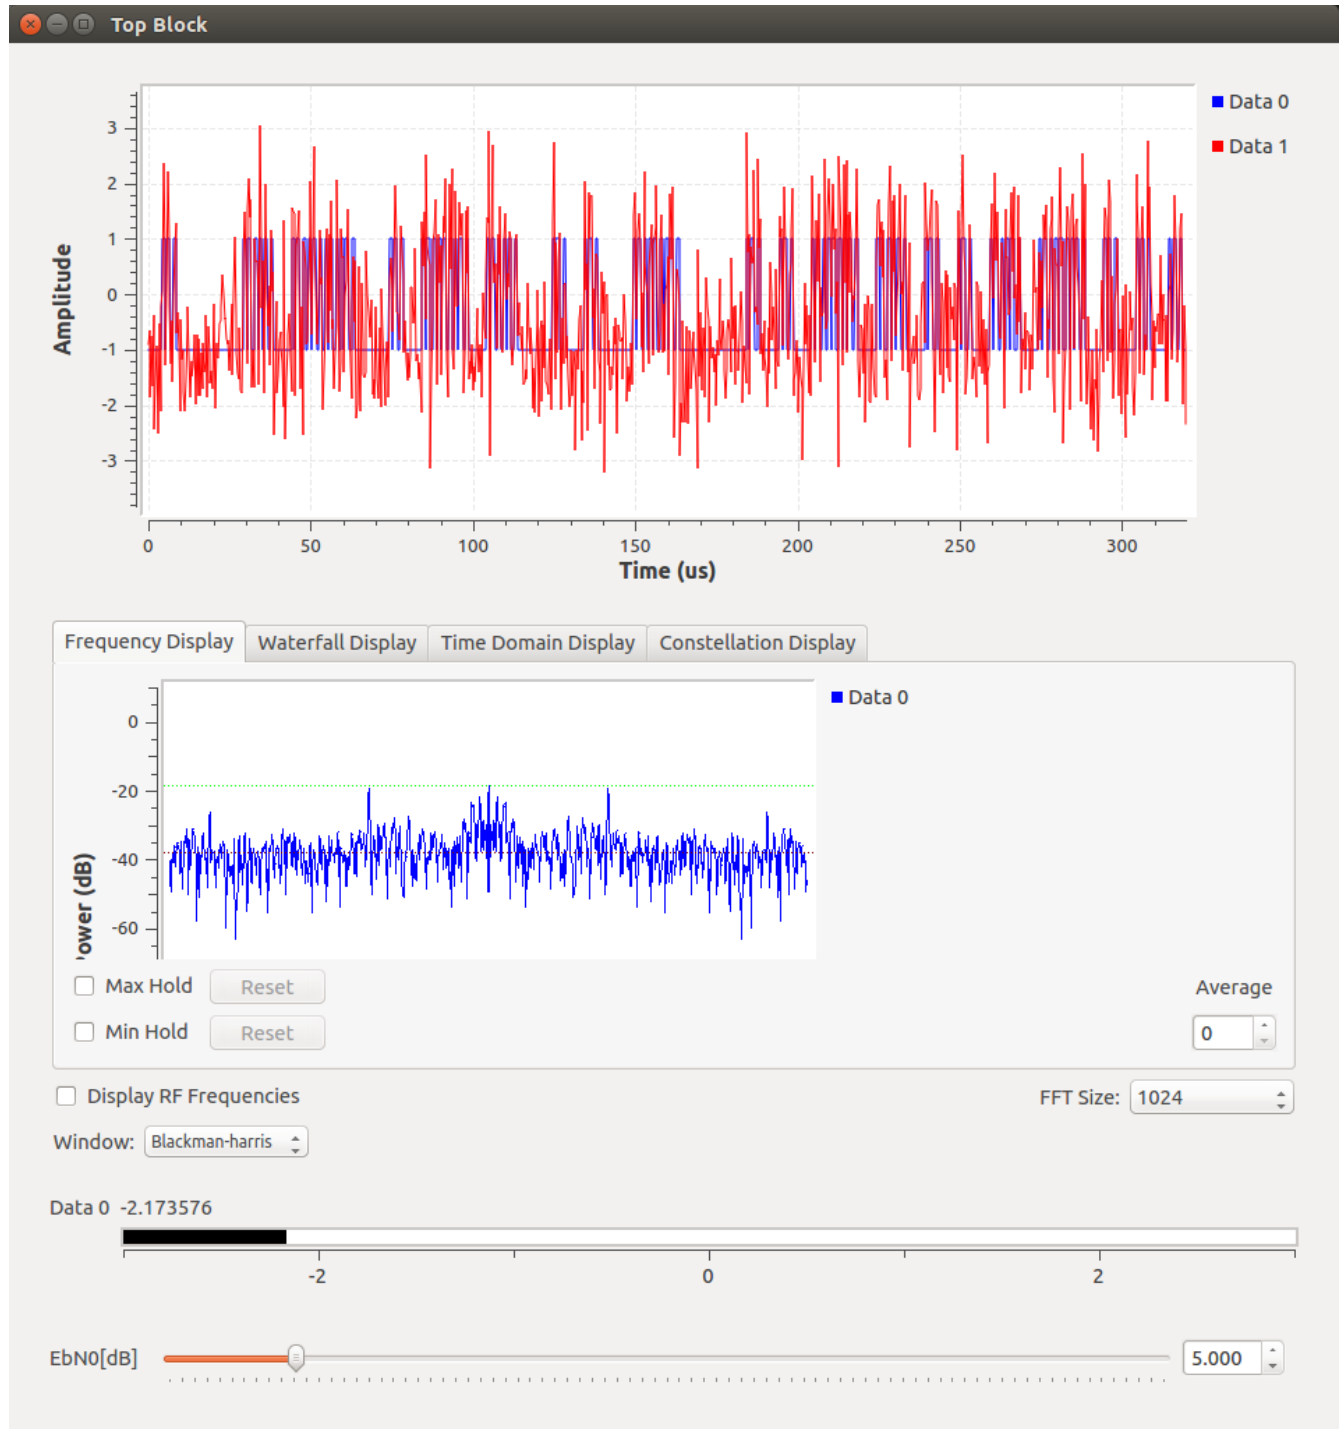 Top Block
Data 0
Data 1
Amplitude
3
2
1
0
-1
-2
-3
0 50 100 150 200 250 300
Time (us)
Frequency Display Waterfall Display Time Domain Display Constellation Display
Data 0
Power (dB)
0
-20
-40
-60
Max Hold Reset Average
Min Hold Reset 0
Display RF Frequencies FFT Size: 1024
Window: Blackman-harris
Data 0 -2.173576
-2 0 2
EbN0[dB] 5.000